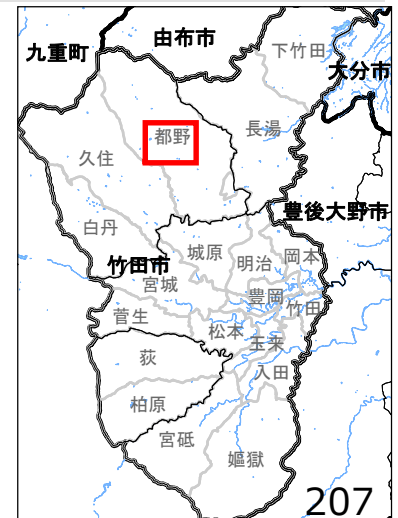 由布市
九重町
下竹田
大分市
都野
長湯
久住
豊後大野市
白丹
城原
岡本
明治
竹田市
宮城
豊岡
竹田
菅生
松本
玉来
荻
入田
柏原
宮砥
嫗獄
207